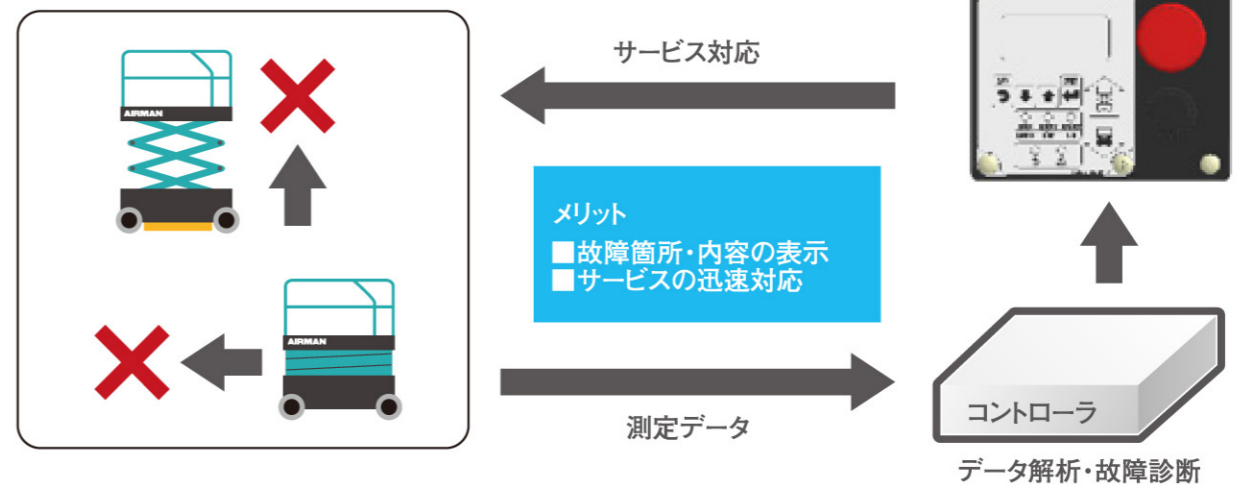 サービス対応
AIRMAN
メリット
■故障箇所・内容の表示
■サービスの迅速対応
AIRMAN
コントローラ
測定データ
データ解析・故障診断